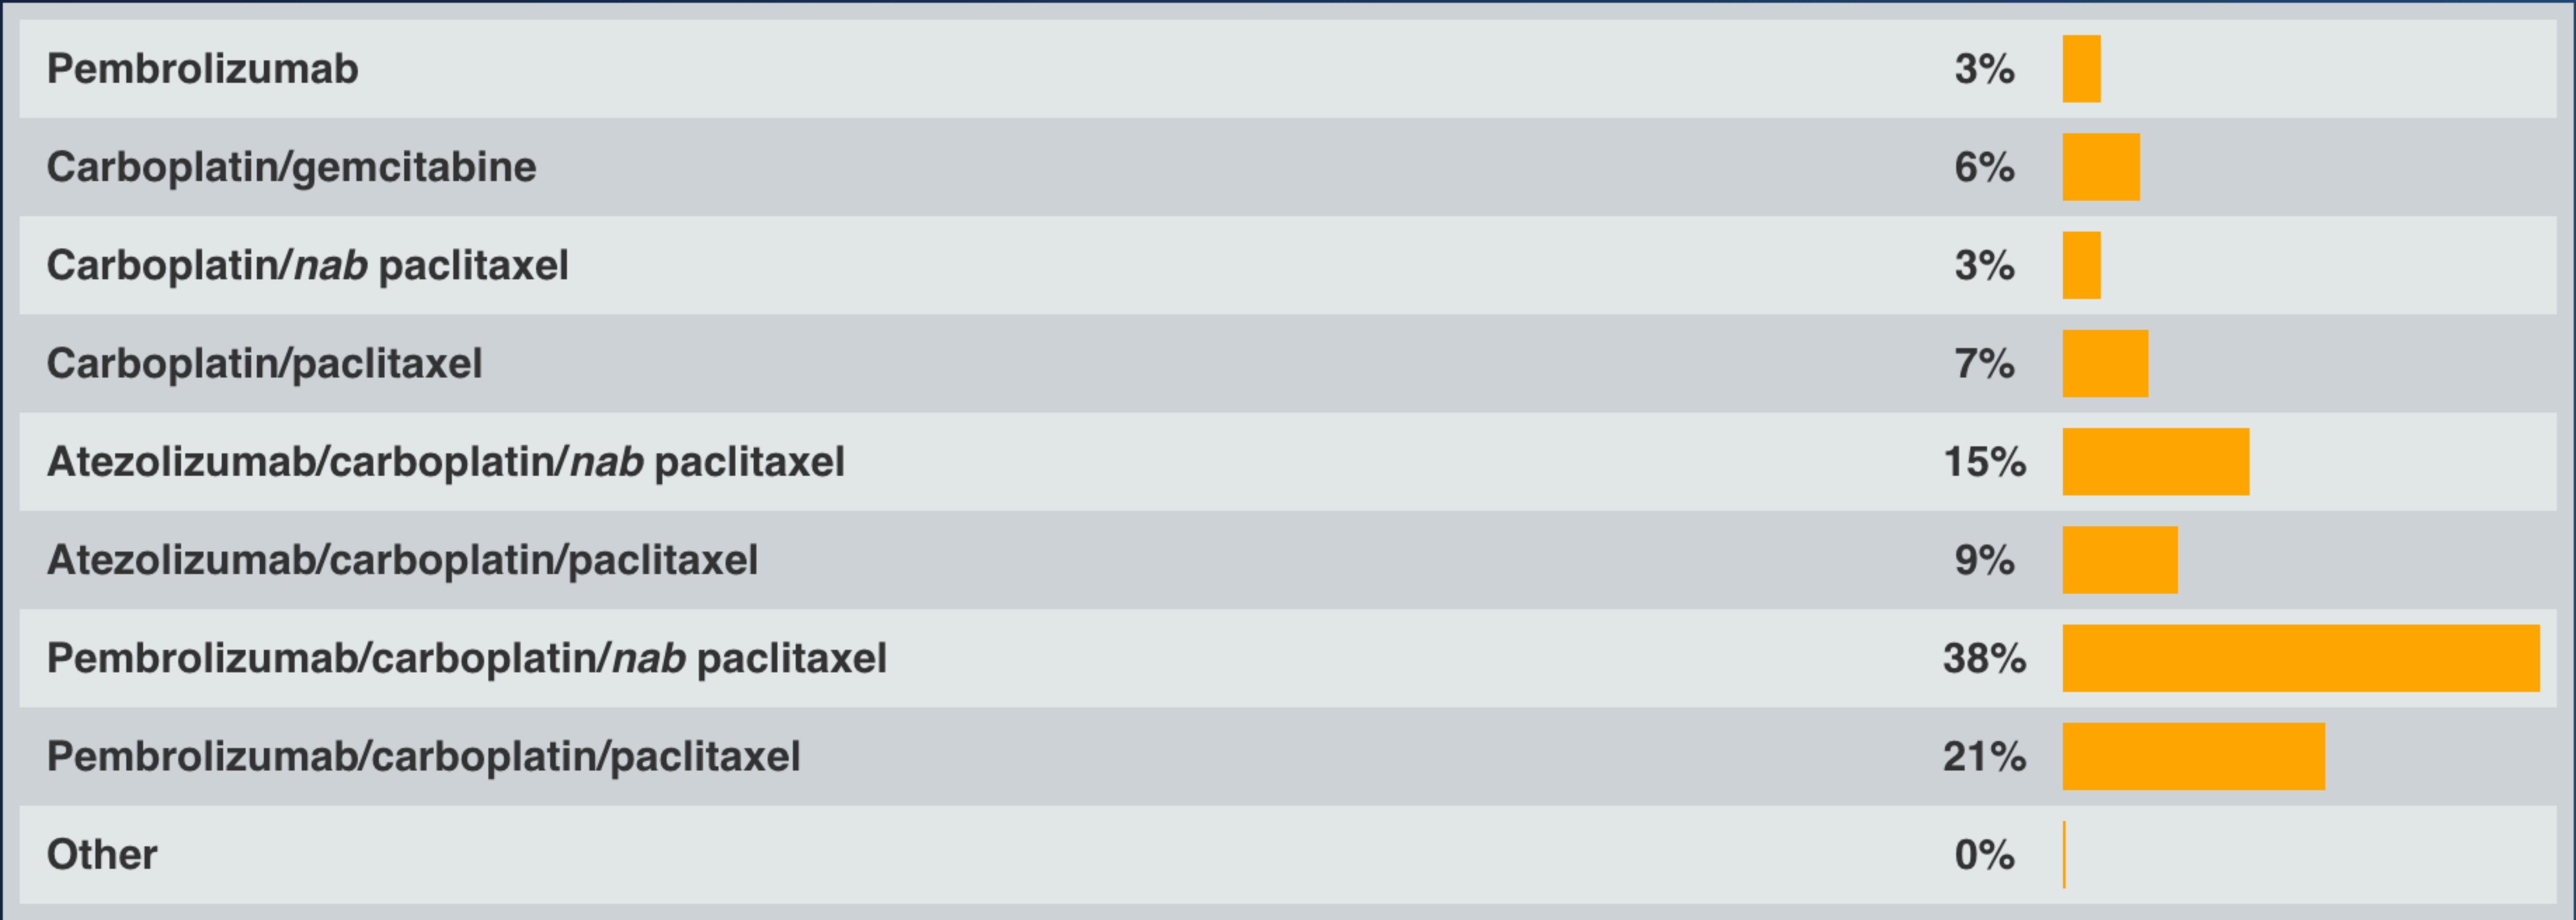 Pembrolizumab 3%
Carboplatin/gemcitabine 6%
Carboplatin/nab paclitaxel 3%
Carboplatin/paclitaxel 7%
Atezolizumab/carboplatin/nab paclitaxel 15%
Atezolizumab/carboplatin/paclitaxel 9%
Pembrolizumab/carboplatin/nab paclitaxel 38%
Pembrolizumab/carboplatin/paclitaxel 21%
Other 0%